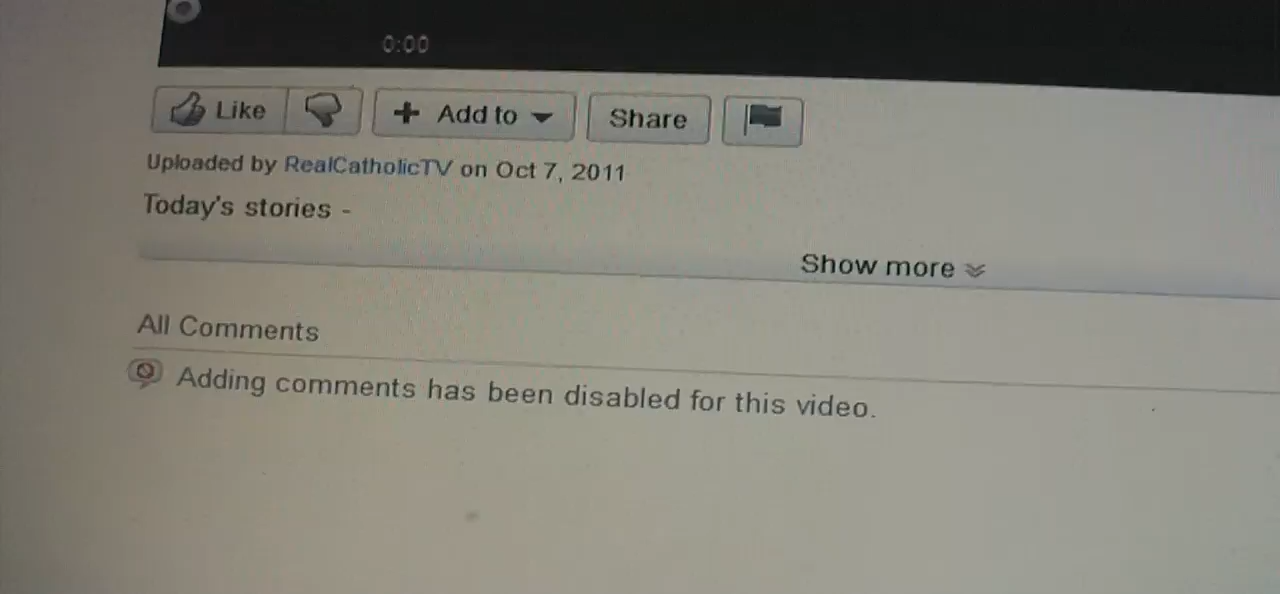 0:00
Like Add to Share
Uploaded by RealCatholicTV on Oct 7, 2011
Today's stories -
Show more
All Comments
Adding comments has been disabled for this video.